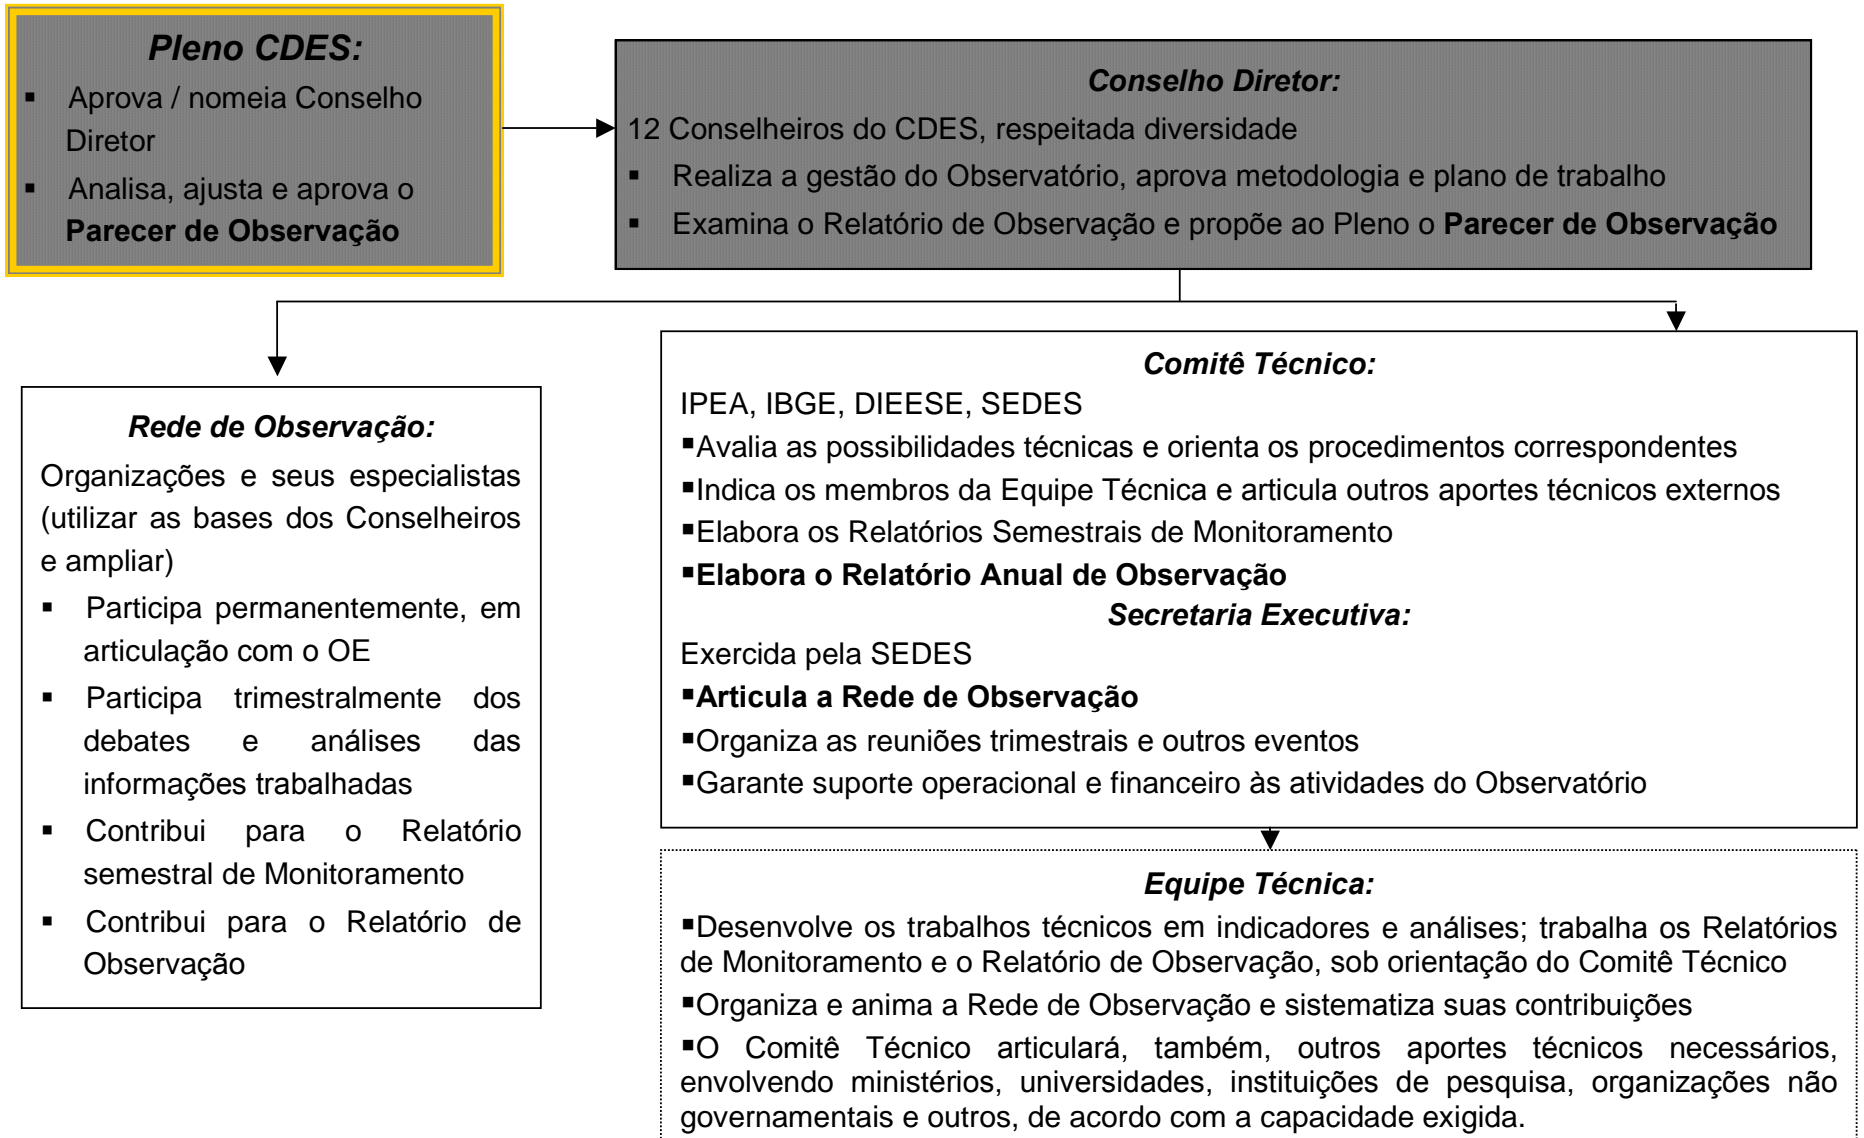 Pleno CDES:
▪ Aprova / nomeia Conselho
Diretor
▪ Analisa, ajusta e aprova o
Parecer de Observação
Conselho Diretor:
12 Conselheiros do CDES, respeitada diversidade
▪ Realiza a gestão do Observatório, aprova metodologia e plano de trabalho
▪ Examina o Relatório de Observação e propõe ao Pleno o Parecer de Observação
Rede de Observação:
Organizações e seus especialistas
(utilizar as bases dos Conselheiros
e ampliar)
▪ Participa permanentemente, em
articulação com o OE
▪ Participa trimestralmente dos
debates e análises das
informações trabalhadas
▪ Contribui para o Relatório
semestral de Monitoramento
▪ Contribui para o Relatório de
Observação
Comitê Técnico:
IPEA, IBGE, DIEESE, SEDES
▪Avalia as possibilidades técnicas e orienta os procedimentos correspondentes
▪Indica os membros da Equipe Técnica e articula outros aportes técnicos externos
▪Elabora os Relatórios Semestrais de Monitoramento
▪Elabora o Relatório Anual de Observação
Secretaria Executiva:
Exercida pela SEDES
▪Articula a Rede de Observação
▪Organiza as reuniões trimestrais e outros eventos
▪Garante suporte operacional e financeiro às atividades do Observatório
Equipe Técnica:
▪Desenvolve os trabalhos técnicos em indicadores e análises; trabalha os Relatórios
de Monitoramento e o Relatório de Observação, sob orientação do Comitê Técnico
▪Organiza e anima a Rede de Observação e sistematiza suas contribuições
▪O Comitê Técnico articulará, também, outros aportes técnicos necessários,
envolvendo ministérios, universidades, instituições de pesquisa, organizações não
governamentais e outros, de acordo com a capacidade exigida.